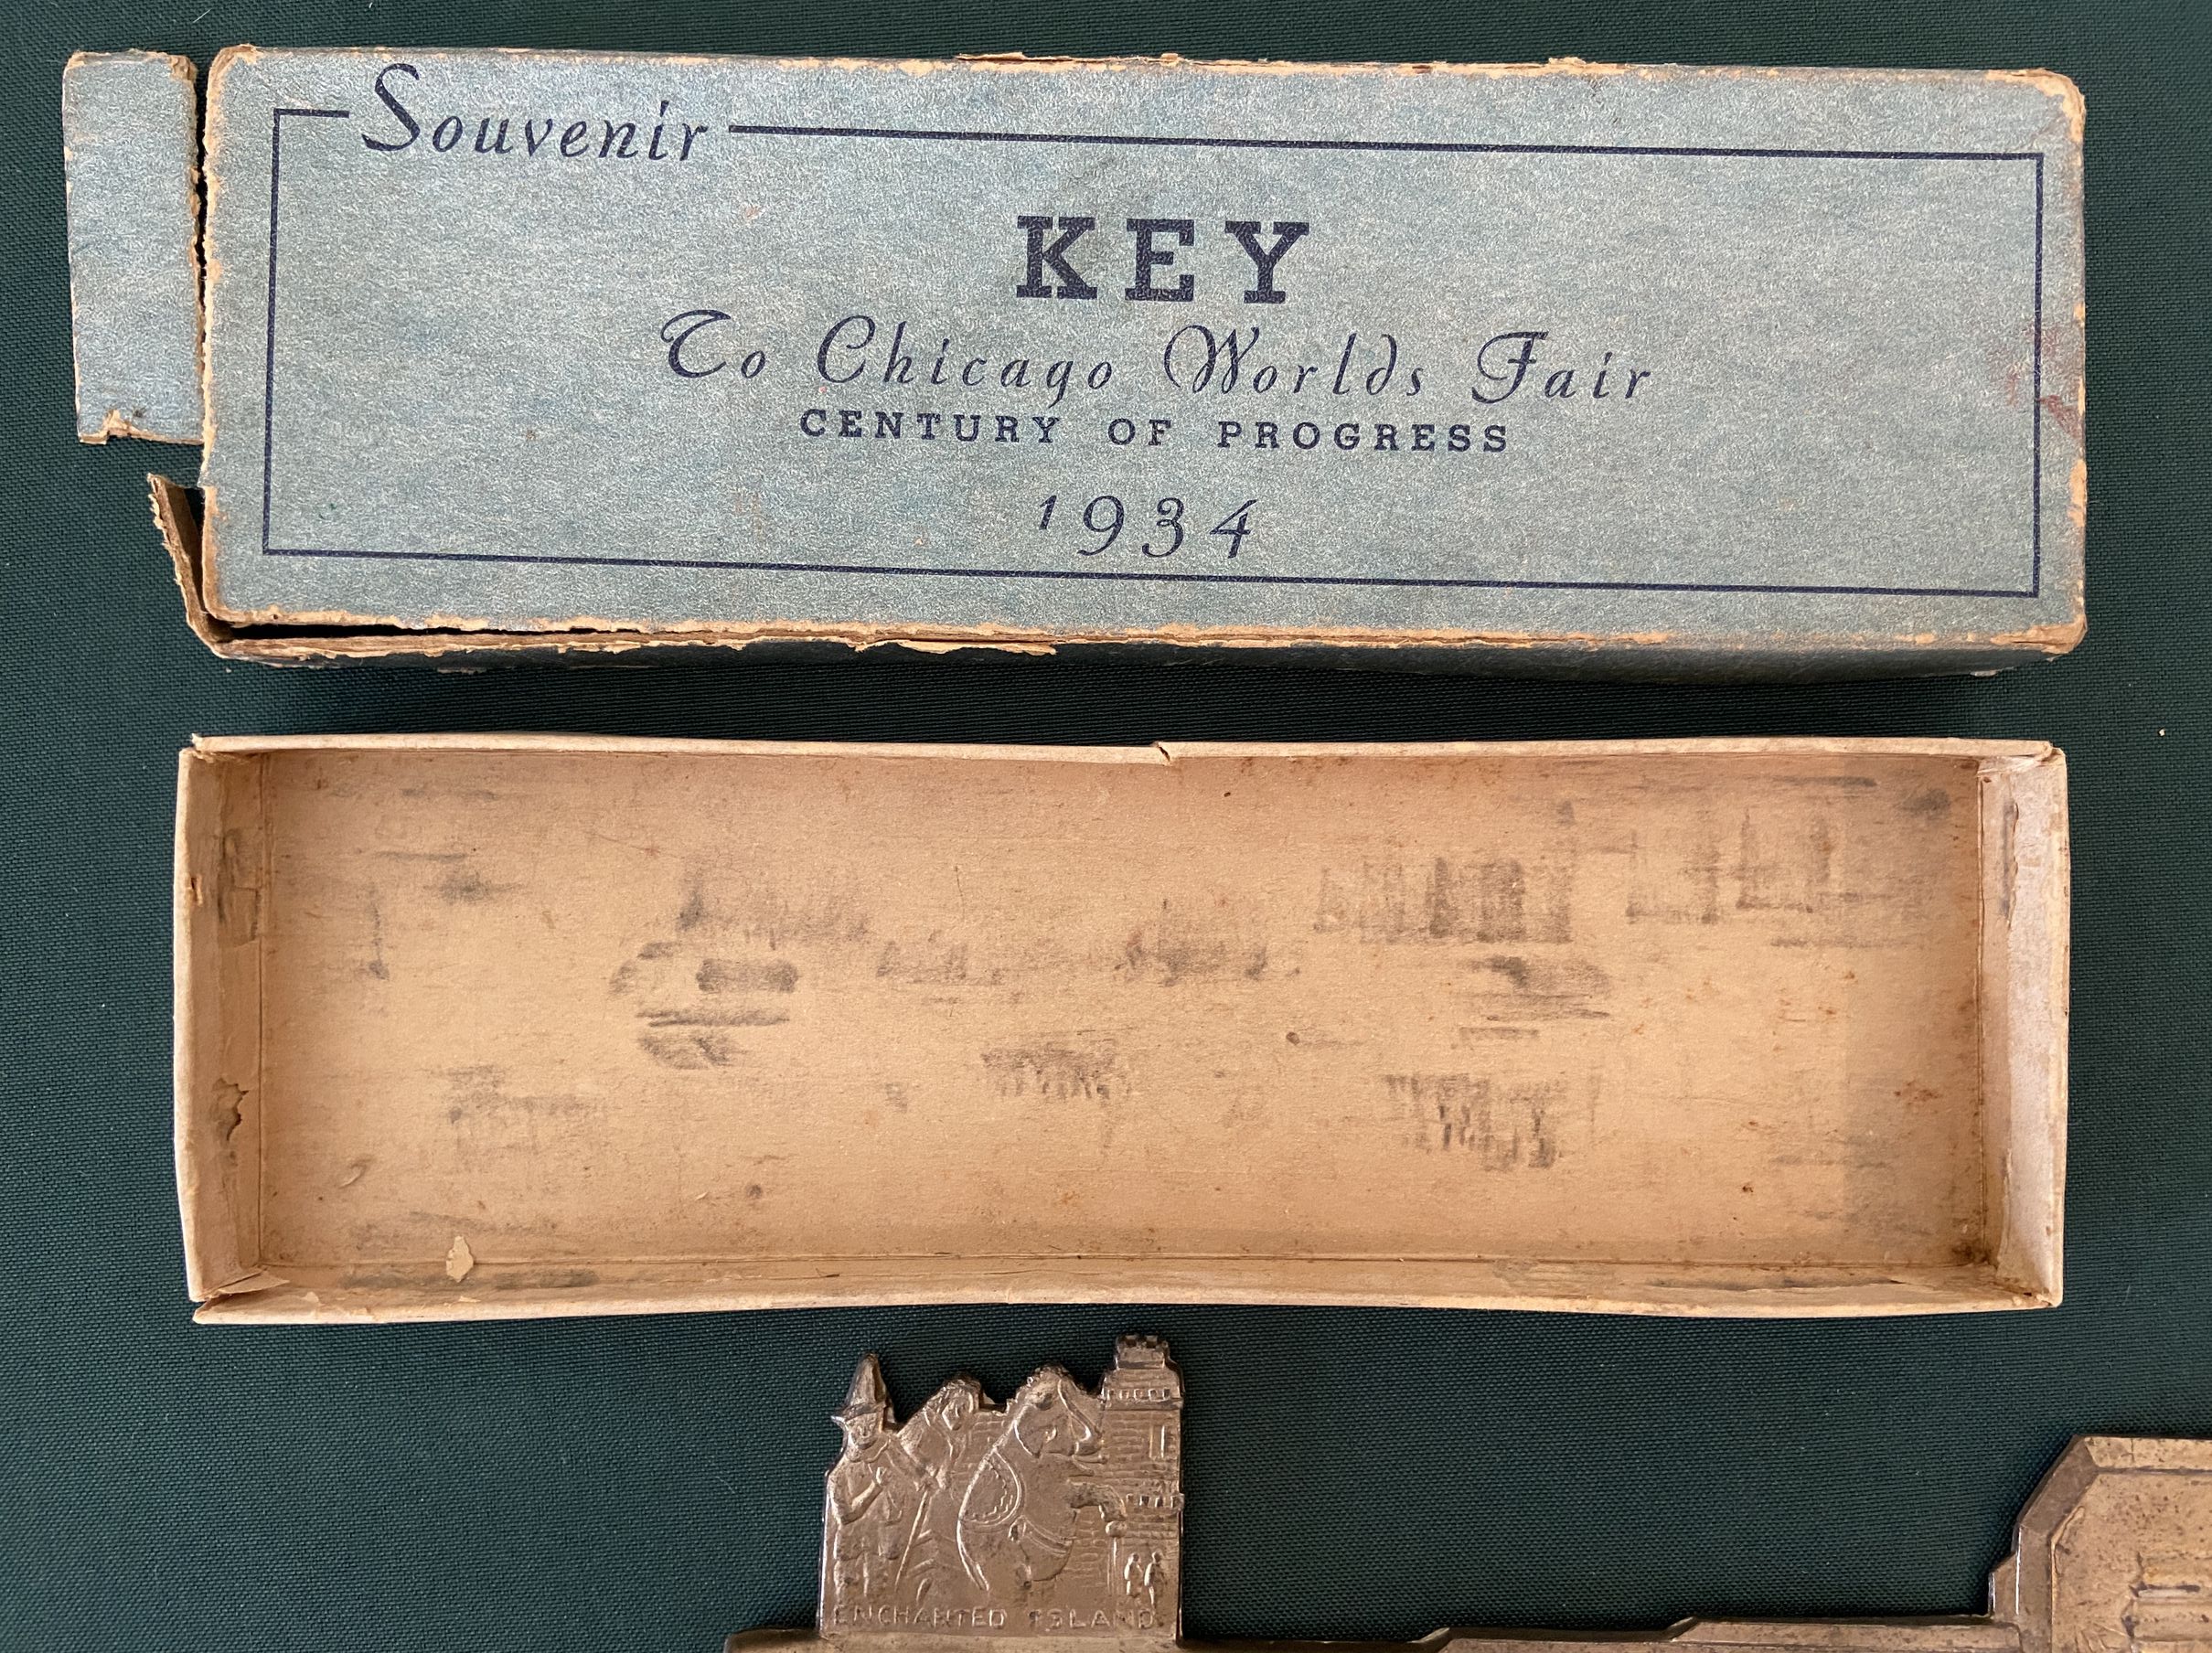 Souvenir
KEY
To Chicago Worlds Fair
CENTURY OF PROGRESS
1934
ENCHANTED ISLAND